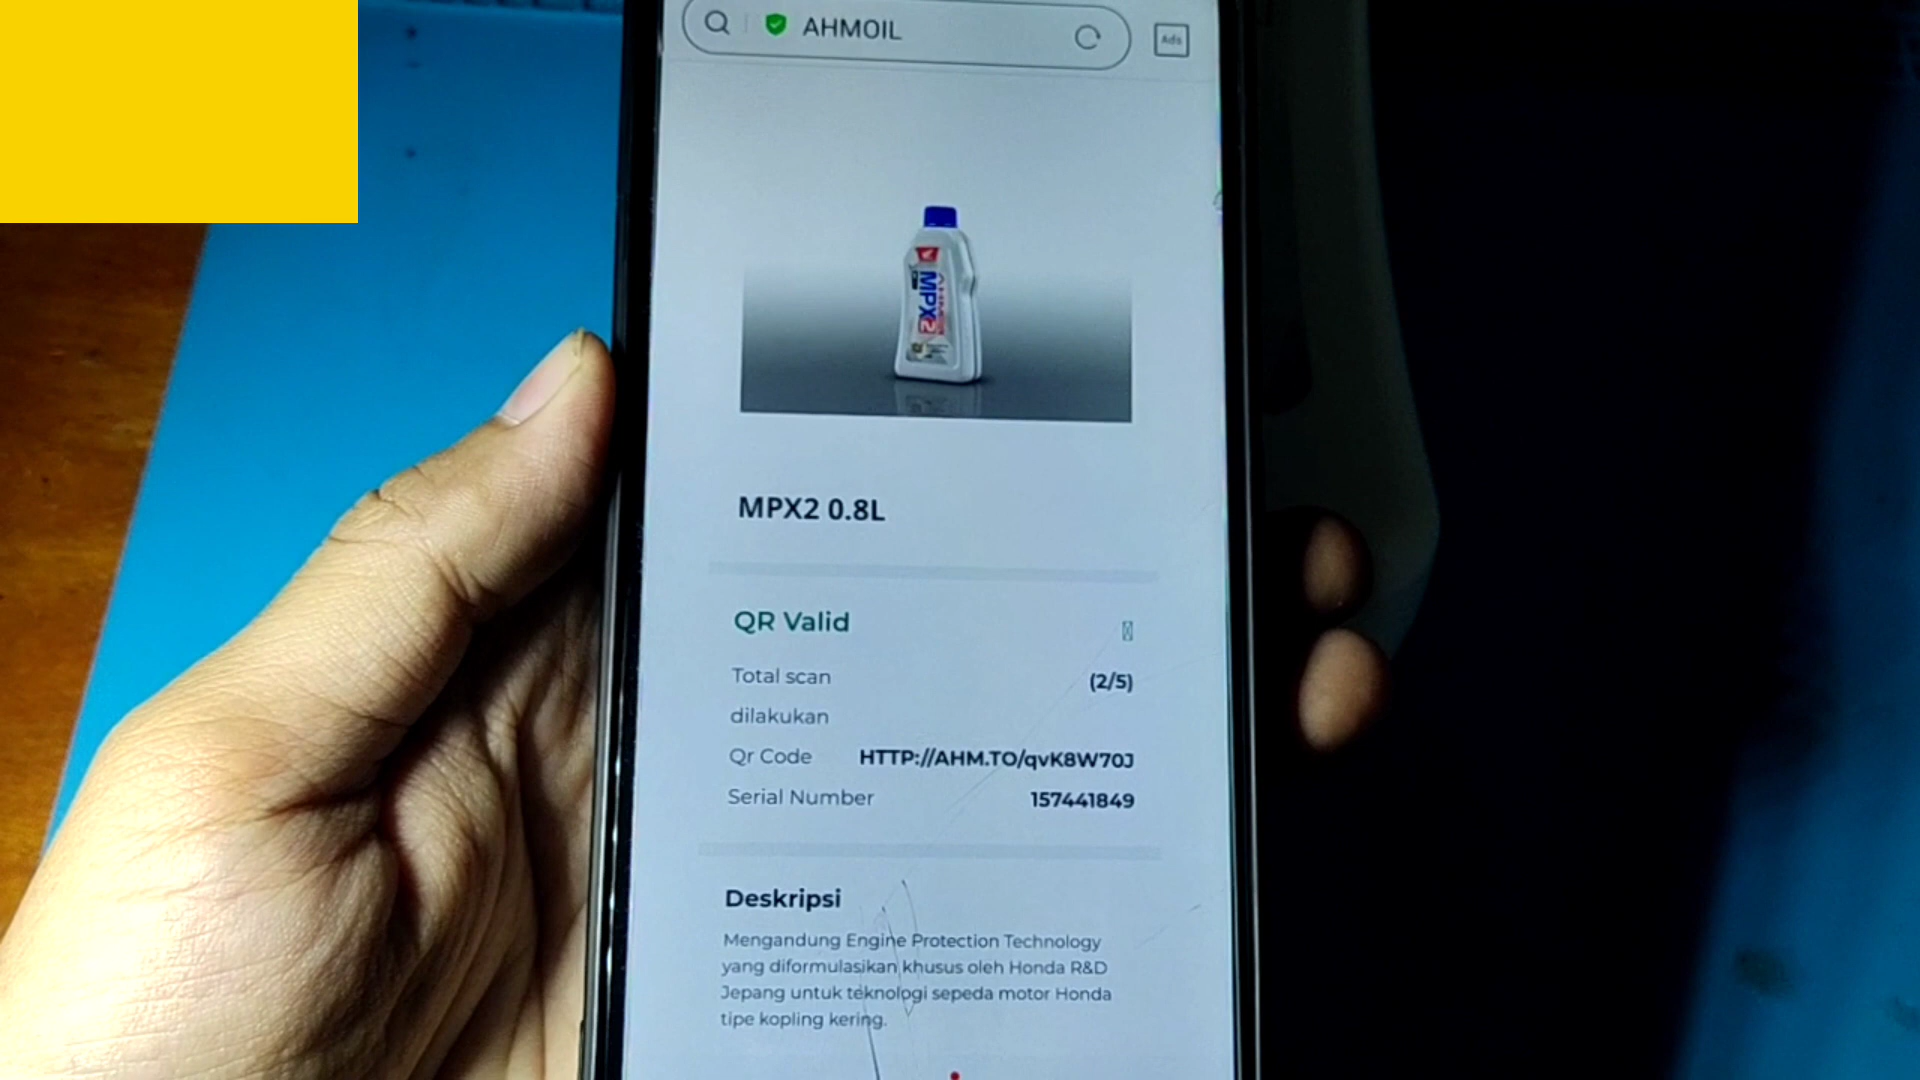 AHMOIL
Ads
MPX2
MPX2 0.8L
QR Valid
Total scan dilakukan (2/5)
Qr Code HTTP://AHM.TO/qvK8W70J
Serial Number 157441849
Deskripsi
Mengandung Engine Protection Technology
yang diformulasikan khusus oleh Honda R&D
Jepang untuk teknologi sepeda motor Honda
tipe kopling kering.